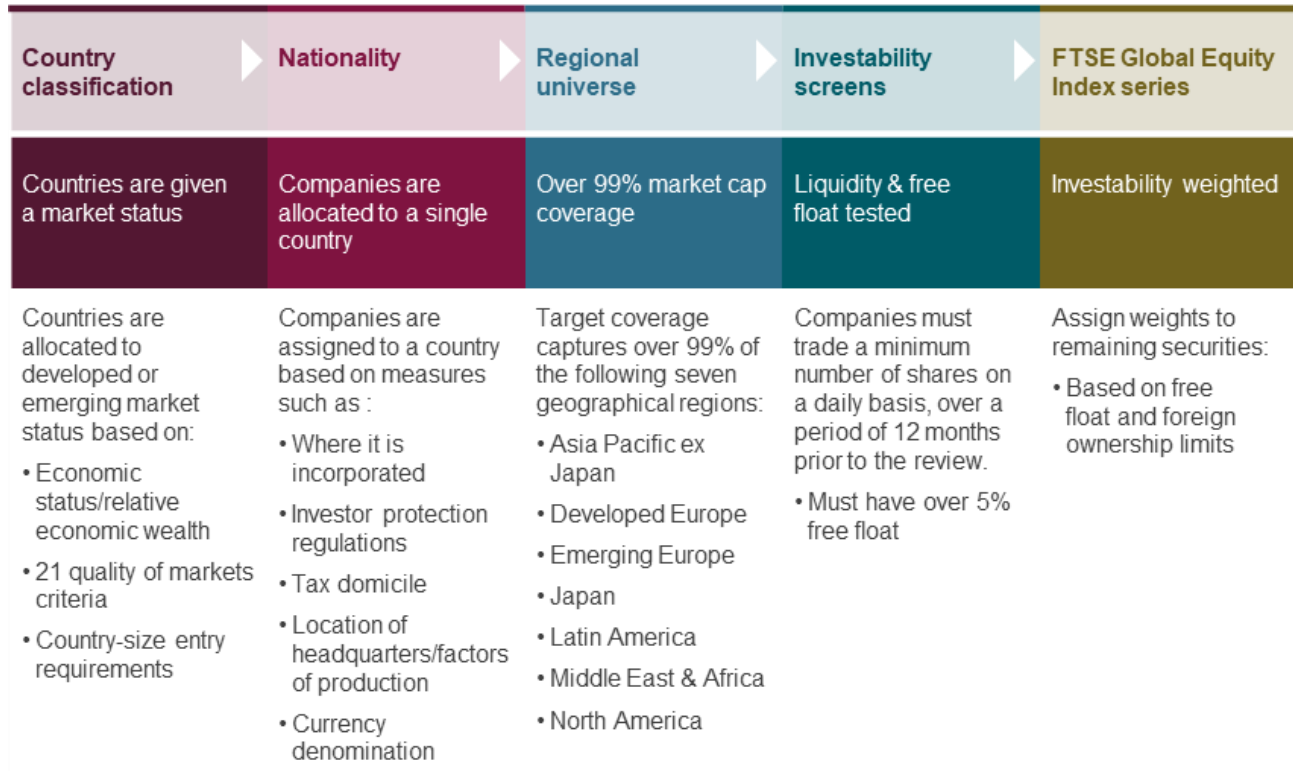 Country
classification
Nationality
Regional
universe
Investability
screens
FTSE Global Equity
Index series
Countries are given
a market status
Companies are
allocated to a single
country
Over 99% market cap
coverage
Liquidity & free
float tested
Investability weighted
Countries are
allocated to
developed or
emerging market
status based on:
• Economic
status/relative
economic wealth
• 21 quality of markets
criteria
• Country-size entry
requirements
Companies are
assigned to a country
based on measures
such as :
• Where it is
incorporated
• Investor protection
regulations
• Tax domicile
• Location of
headquarters/factors
of production
• Currency
denomination
Target coverage
captures over 99% of
the following seven
geographical regions:
• Asia Pacific ex
Japan
• Developed Europe
• Emerging Europe
• Japan
• Latin America
• Middle East & Africa
• North America
Companies must
trade a minimum
number of shares on
a daily basis, over a
period of 12 months
prior to the review.
• Must have over 5%
free float
Assign weights to
remaining securities:
• Based on free
float and foreign
ownership limits